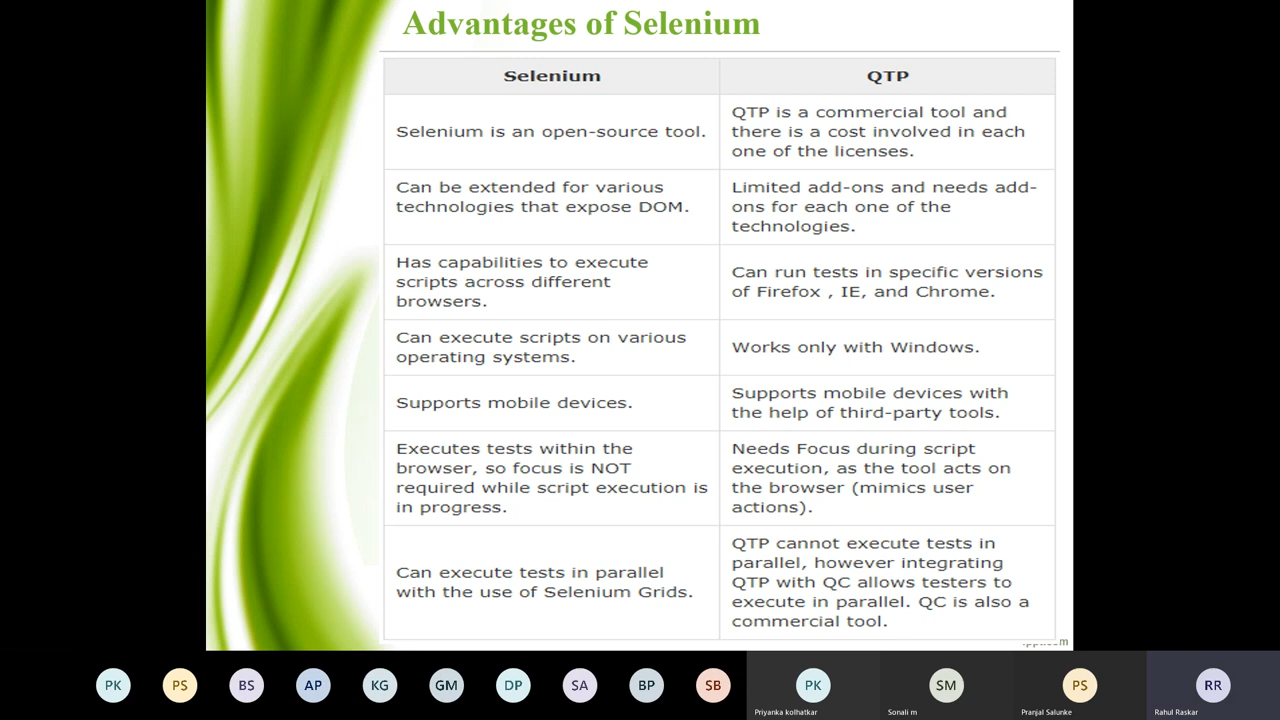 Advantages of Selenium
Selenium
QTP
Selenium is an open-source tool.
QTP is a commercial tool and
there is a cost involved in each
one of the licenses.
Can be extended for various
technologies that expose DOM.
Limited add-ons and needs add-
ons for each one of the
technologies.
Has capabilities to execute
scripts across different
browsers.
Can run tests in specific versions
of Firefox , IE, and Chrome.
Can execute scripts on various
operating systems.
Works only with Windows.
Supports mobile devices.
Supports mobile devices with
the help of third-party tools.
Executes tests within the
browser, so focus is NOT
required while script execution is
in progress.
Needs Focus during script
execution, as the tool acts on
the browser (mimics user
actions).
Can execute tests in parallel
with the use of Selenium Grids.
QTP cannot execute tests in
parallel, however integrating
QTP with QC allows testers to
execute in parallel. QC is also a
commercial tool.
PK PS BS AP KG GM DP SA BP SB PK SM PS RR
Priyanka kolhatkar Sonali m Pranjal Salunke Rahul Raskar